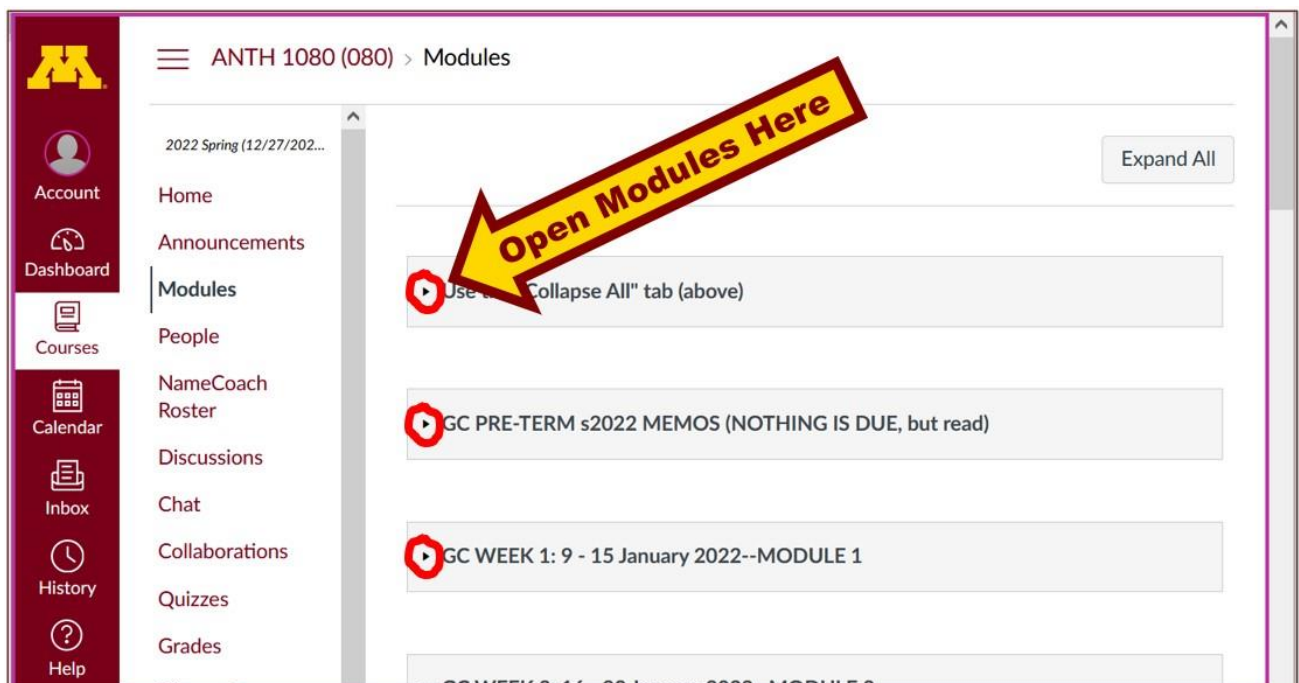 ANTH 1080 (080) > Modules
Open Modules Here
Expand All
Account
Dashboard
Courses
Calendar
Inbox
History
Help
2022 Spring (12/27/202...
Home
Announcements
Modules
People
NameCoach
Roster
Discussions
Chat
Collaborations
Quizzes
Grades
Use Collapse All" tab (above)
GC PRE-TERM s2022 MEMOS (NOTHING IS DUE, but read)
GC WEEK 1: 9 - 15 January 2022--MODULE 1